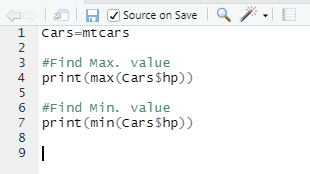 Source on Save
1 Cars=mtcars
2
3 #Find Max. value
4 print(max(Cars$hp))
5
6 #Find Min. value
7 print(min(Cars$hp))
8
9